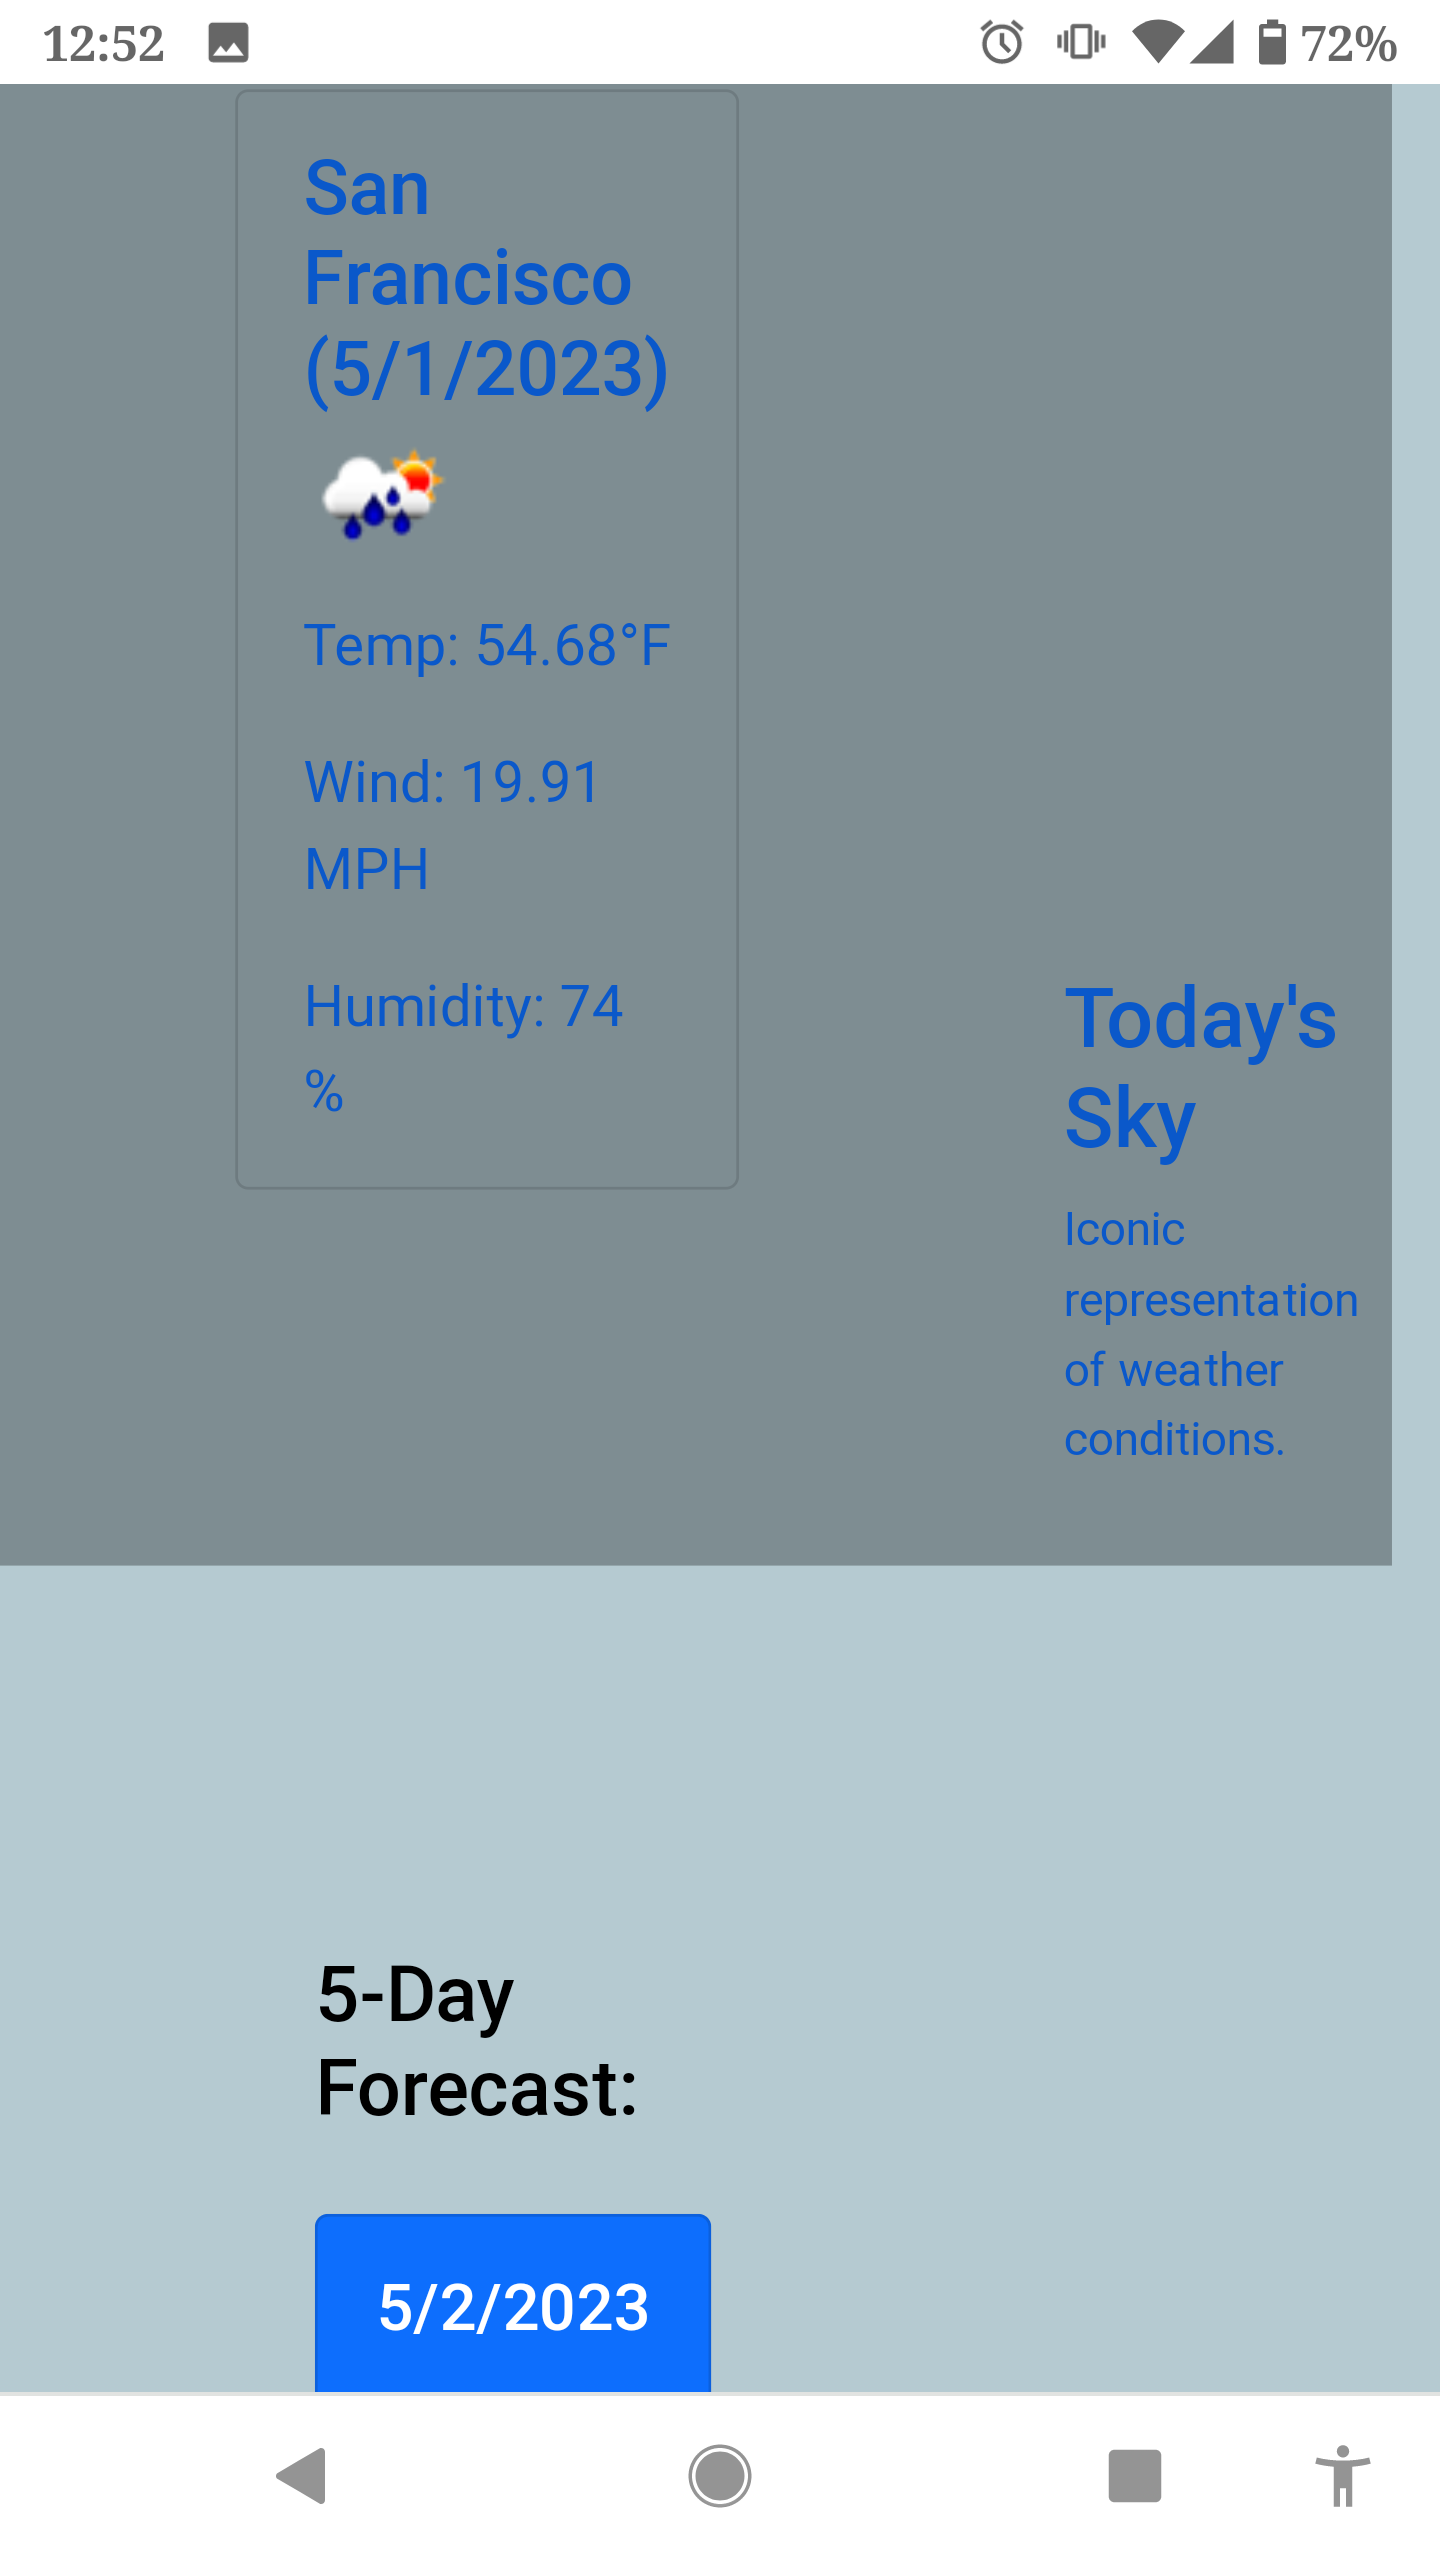 12:52
72%
San
Francisco
(5/1/2023)
Temp: 54.68°F
Wind: 19.91
MPH
Humidity: 74
%
Today's
Sky
Iconic
representation
of weather
conditions.
5-Day
Forecast:
5/2/2023